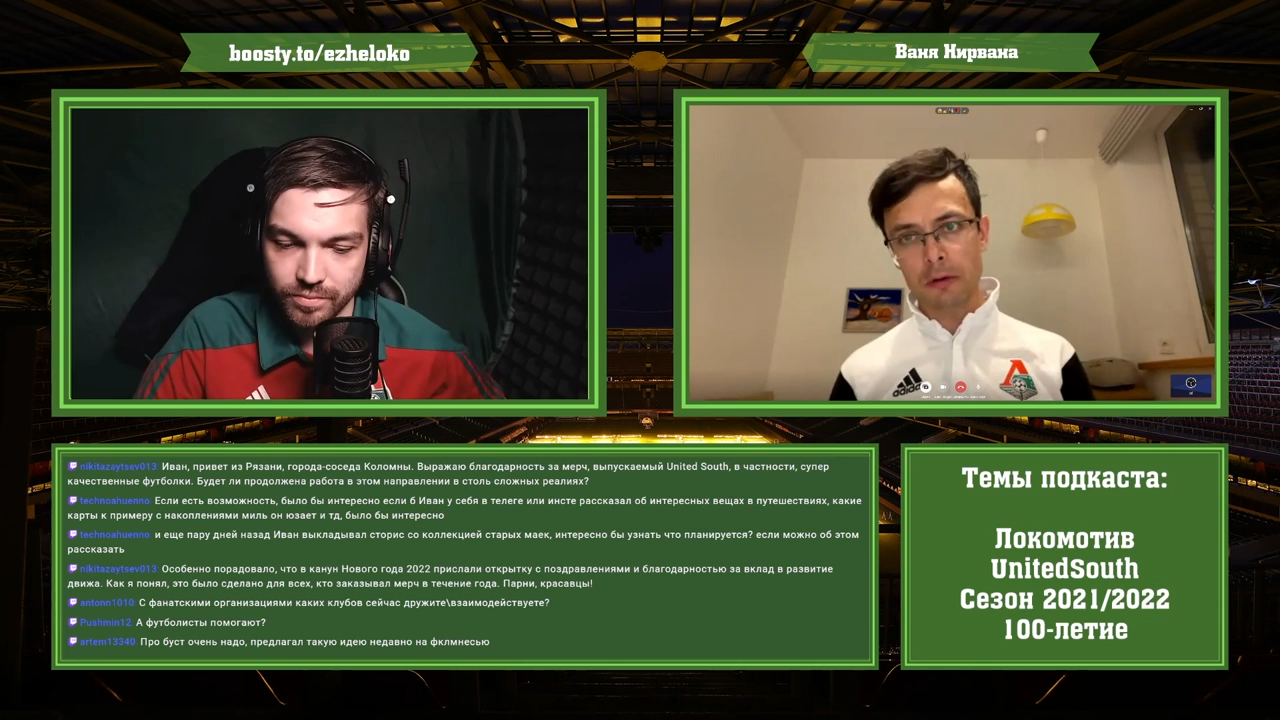 boosty.to/ezheloko
Ваня Нирвана
adidas
nikitazaytsev013: Иван, привет из Рязани, города-соседа Коломны. Выражаю благодарность за мерч, выпускаемый United South, в частности, супер
качественные футболки. Будет ли продолжена работа в этом направлении в столь сложных реалиях?
technoahuenno: Если есть возможность, было бы интересно если б Иван у себя в телеге или инсте рассказал об интересных вещах в путешествиях, какие
карты к примеру с накоплениями миль он юзает и тд, было бы интересно
technoahuenno: и еще пару дней назад Иван выкладывал сторис со коллекцией старых маек, интересно бы узнать что планируется? если можно об этом
рассказать
nikitazaytsev013: Особенно порадовало, что в канун Нового года 2022 прислали открытку с поздравлениями и благодарностью за вклад в развитие
движа. Как я понял, это было сделано для всех, кто заказывал мерч в течение года. Парни, красавцы!
antonn1010: С фанатскими организациями каких клубов сейчас дружите\взаимодействуете?
Pushmin12: А футболисты помогают?
artem13340: Про буст очень надо, предлагал такую идею недавно на фклмнесью
Темы подкаста:
Локомотив
UnitedSouth
Сезон 2021/2022
100-летие